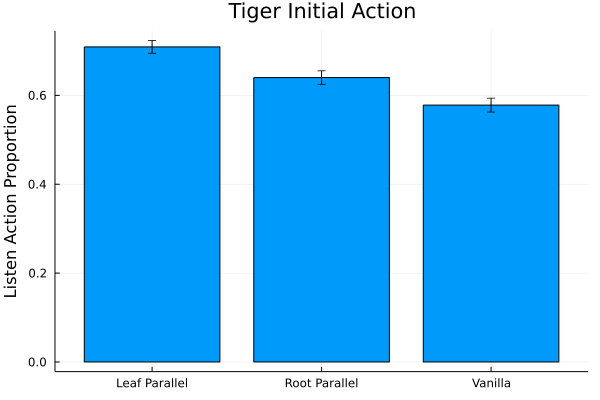 Tiger Initial Action
Listen Action Proportion
0.6
0.4
0.2
0.0
Leaf Parallel
Root Parallel
Vanilla